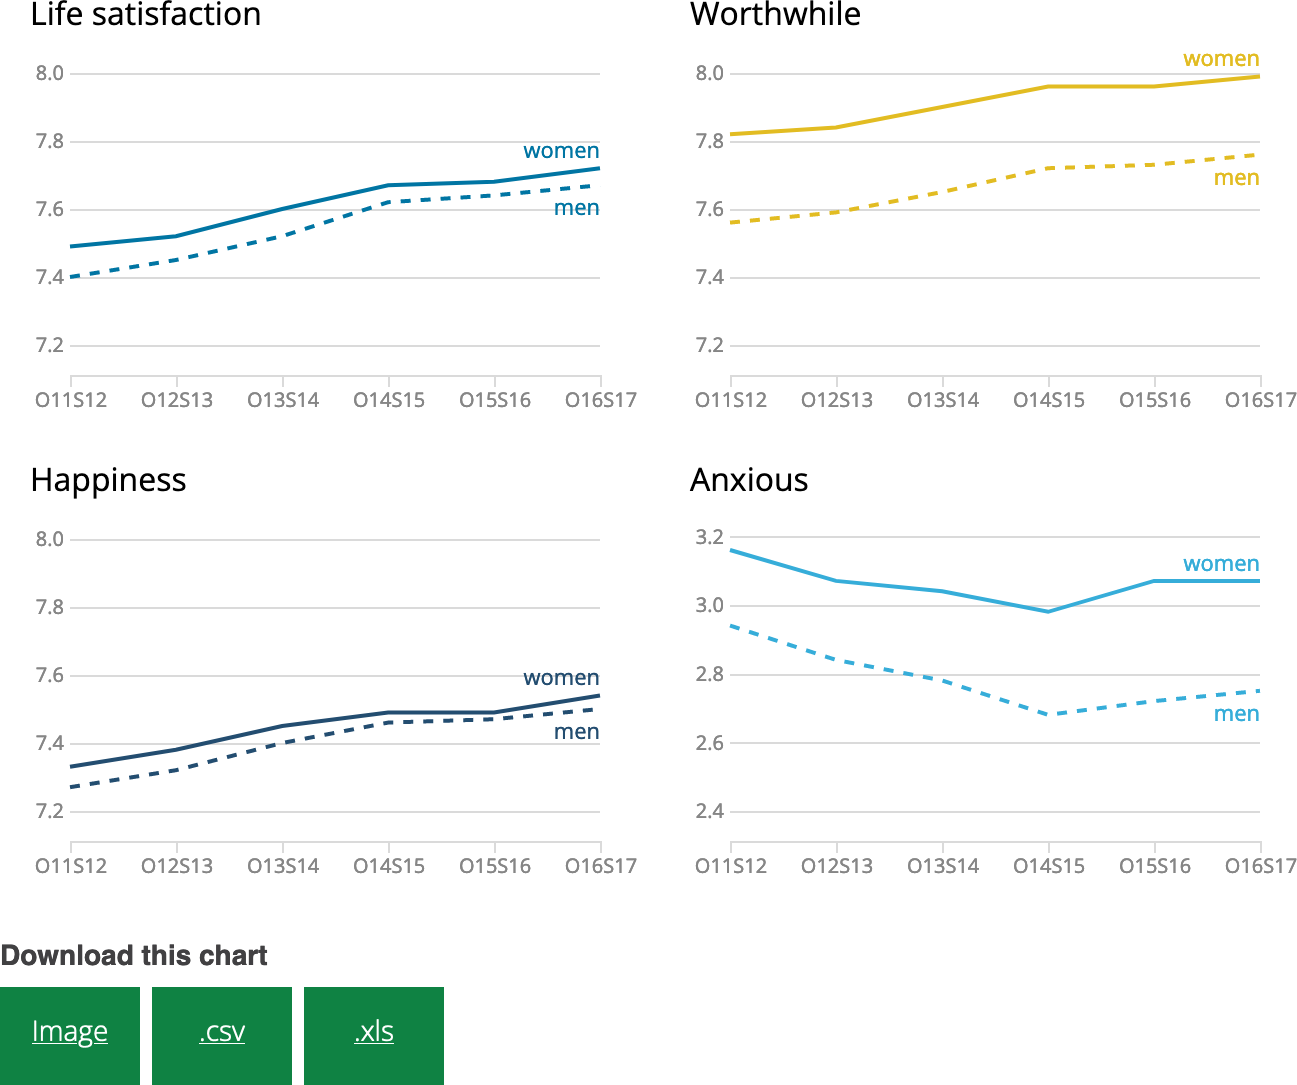 Life satisfaction
8.0
7.8
7.6
7.4
7.2
women
men
O11S12 O12S13 O13S14 O14S15 O15S16 O16S17
Worthwhile
8.0
7.8
7.6
7.4
7.2
women
men
O11S12 O12S13 O13S14 O14S15 O15S16 O16S17
Happiness
8.0
7.8
7.6
7.4
7.2
women
men
O11S12 O12S13 O13S14 O14S15 O15S16 O16S17
Anxious
3.2
3.0
2.8
2.6
2.4
women
men
O11S12 O12S13 O13S14 O14S15 O15S16 O16S17
Download this chart
Image .csv .xls